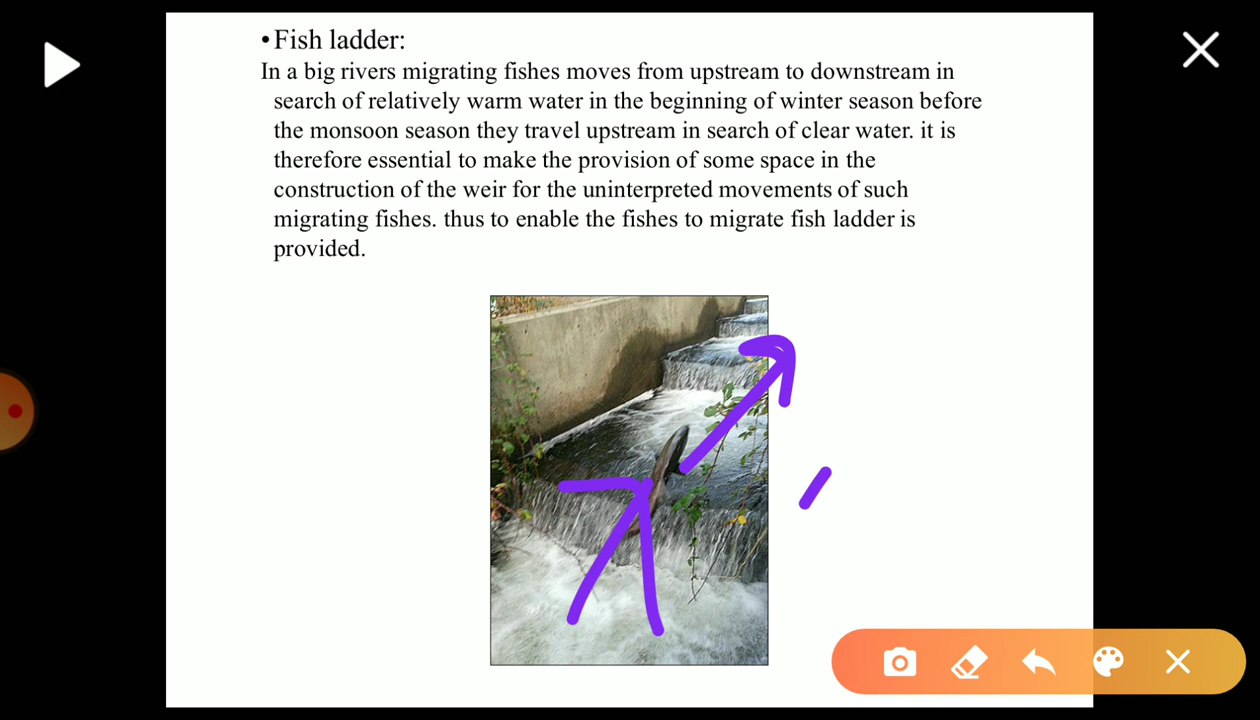 •Fish ladder:
In a big rivers migrating fishes moves from upstream to downstream in
search of relatively warm water in the beginning of winter season before
the monsoon season they travel upstream in search of clear water. it is
therefore essential to make the provision of some space in the
construction of the weir for the uninterpreted movements of such
migrating fishes. thus to enable the fishes to migrate fish ladder is
provided.